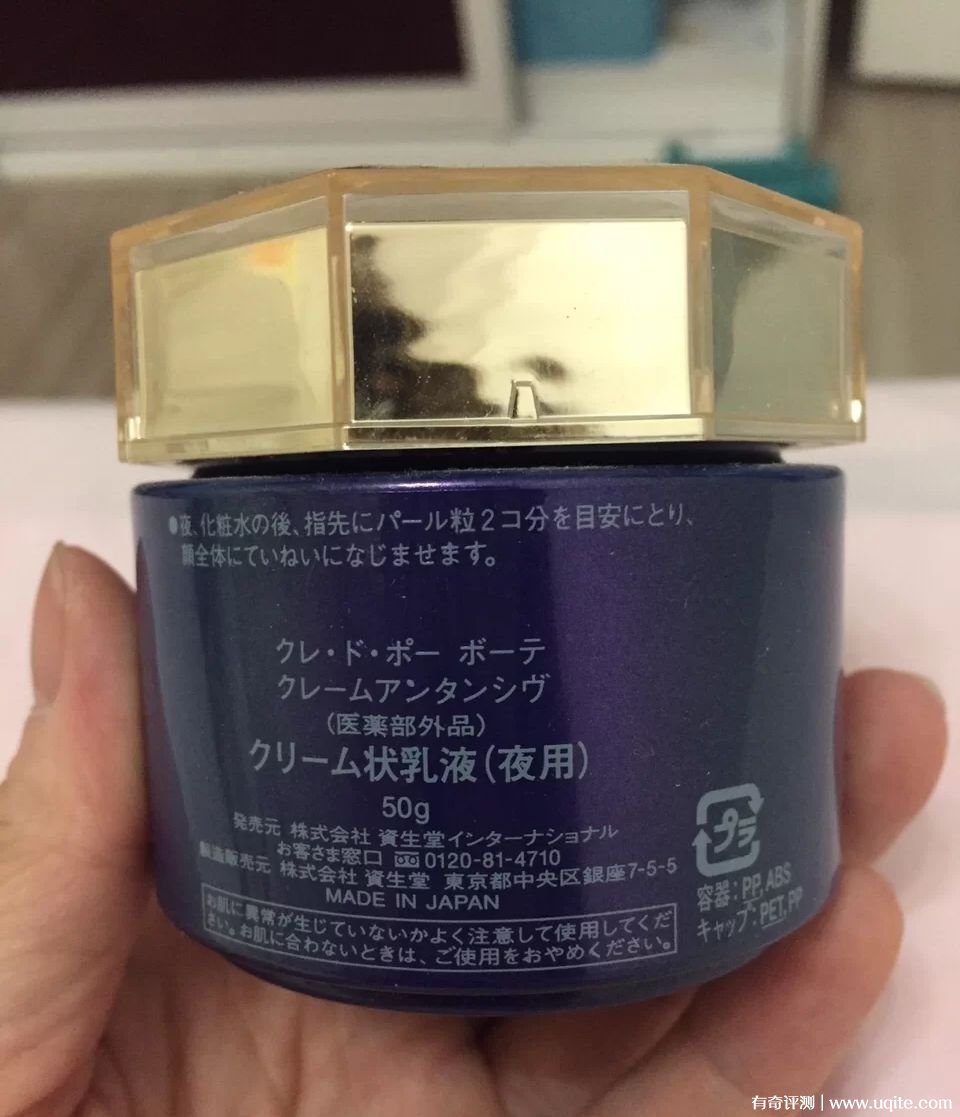 ●夜、化粧水の後、指先にパール粒2コ分を目安にとり、
顔全体にていねいになじませます。
クレ・ド・ポー ボーテ
クレームアンタンシヴ
(医薬部外品)
クリーム状乳液(夜用)
50g
発売元 株式会社 資生堂インターナショナル
お客さま窓口 0120-81-4710
製造販売元 株式会社 資生堂 東京都中央区銀座7-5-5
MADE IN JAPAN
お肌に異常が生じていないかよく注意して使用してくだ
さい。お肌に合わないときは、ご使用をおやめください。
プラ
容器:PP,ABS
キャップ:PET,PP
有奇评测 | www.uqite.com